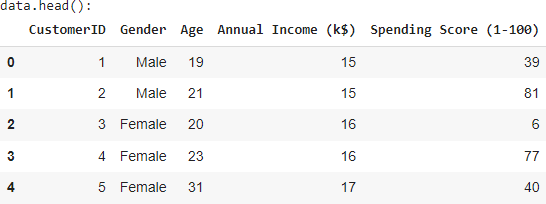 data.head():
CustomerID Gender Age Annual Income (k$) Spending Score (1-100)
0 1 Male 19 15 39
1 2 Male 21 15 81
2 3 Female 20 16 6
3 4 Female 23 16 77
4 5 Female 31 17 40